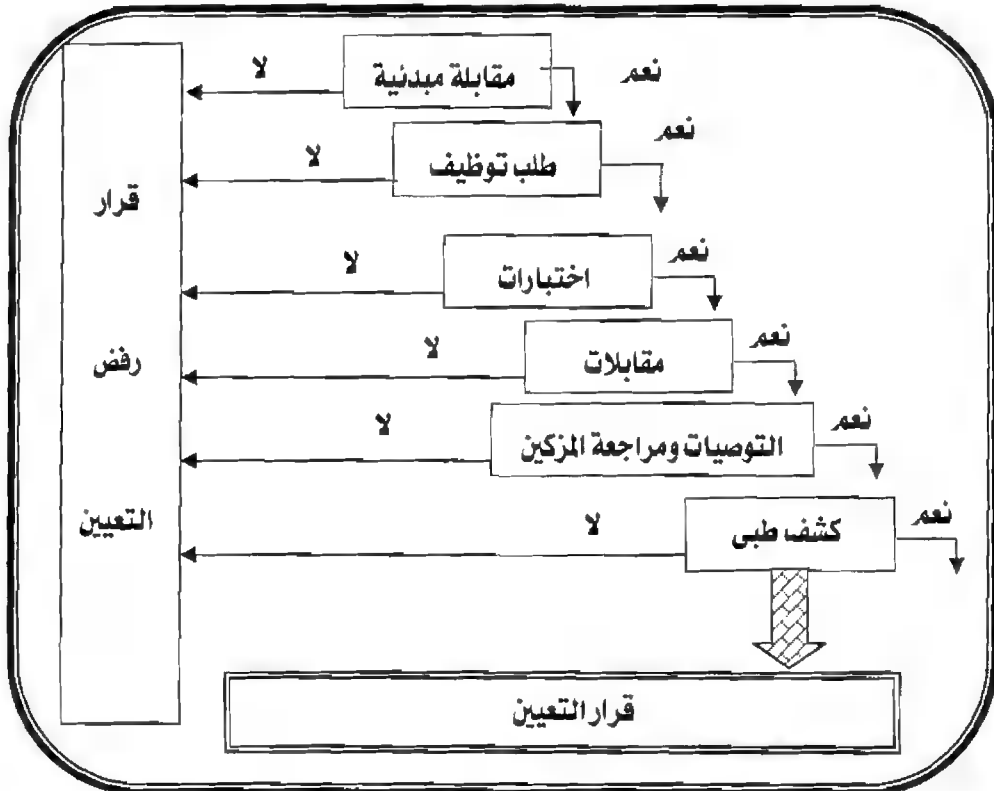 مقابلة مبدئية
نعم
لا
طلب توظيف
نعم
لا
اختبارات
نعم
لا
مقابلات
نعم
لا
التوصيات ومراجعة المزكين
نعم
لا
كشف طبى
نعم
لا
قرار
رفض
التعيين
قرار التعيين